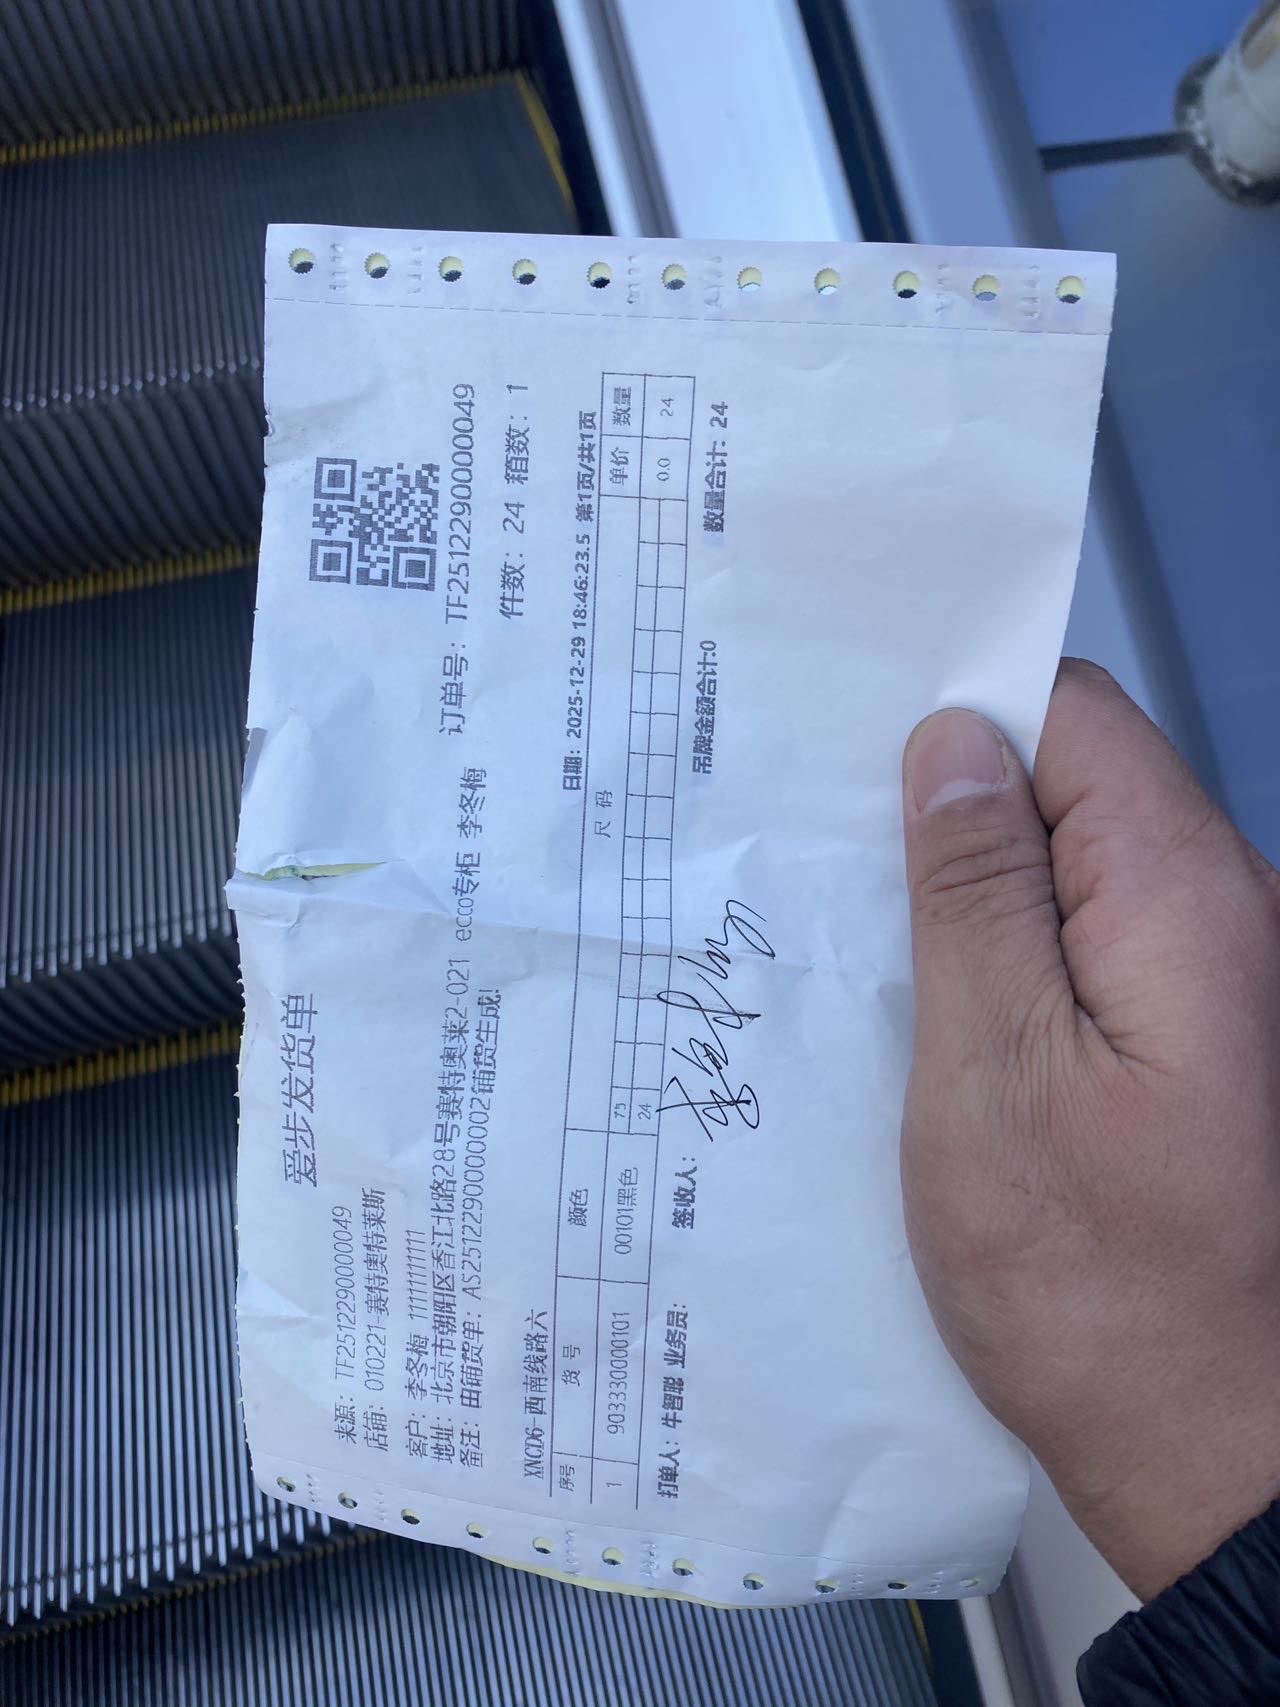 爱步发货单
来源：TF251229000049
店铺：010221-赛特奥特莱斯
客户：李冬梅 11111111111
订单号：TF251229000049
地址：北京市朝阳区香江北路28号赛特奥莱2-021 ecco专柜 李冬梅
备注：由铺货单：AS251229000002铺货生成!
件数：24 箱数：1
XNCD6-西南线路六
日期：2025-12-29 18:46:23.5 第1页/共1页
序号 货号 颜色 尺码 单价 数量
75
1 903330000101 00101黑色 24 0.0 24
打单人：牛智聪 业务员: 签收人： 吊牌金额合计:0 数量合计: 24